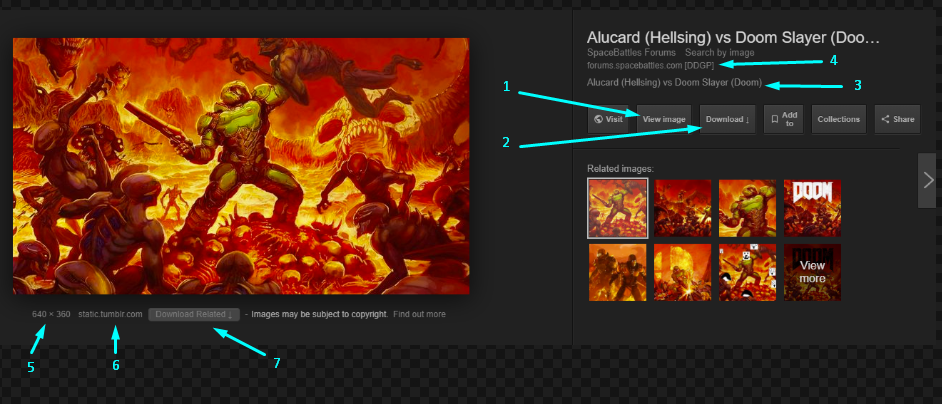 Alucard (Hellsing) vs Doom Slayer (Doo…
SpaceBattles Forums Search by image
forums.spacebattles.com [DDGP]
4
Alucard (Hellsing) vs Doom Slayer (Doom)
3
1
2
Visit
View image
Download ↓
Add to
Collections
Share
Related images:
DOOM
View more
640 × 360 static.tumblr.com Download Related ↓ - Images may be subject to copyright. Find out more
5
6
7